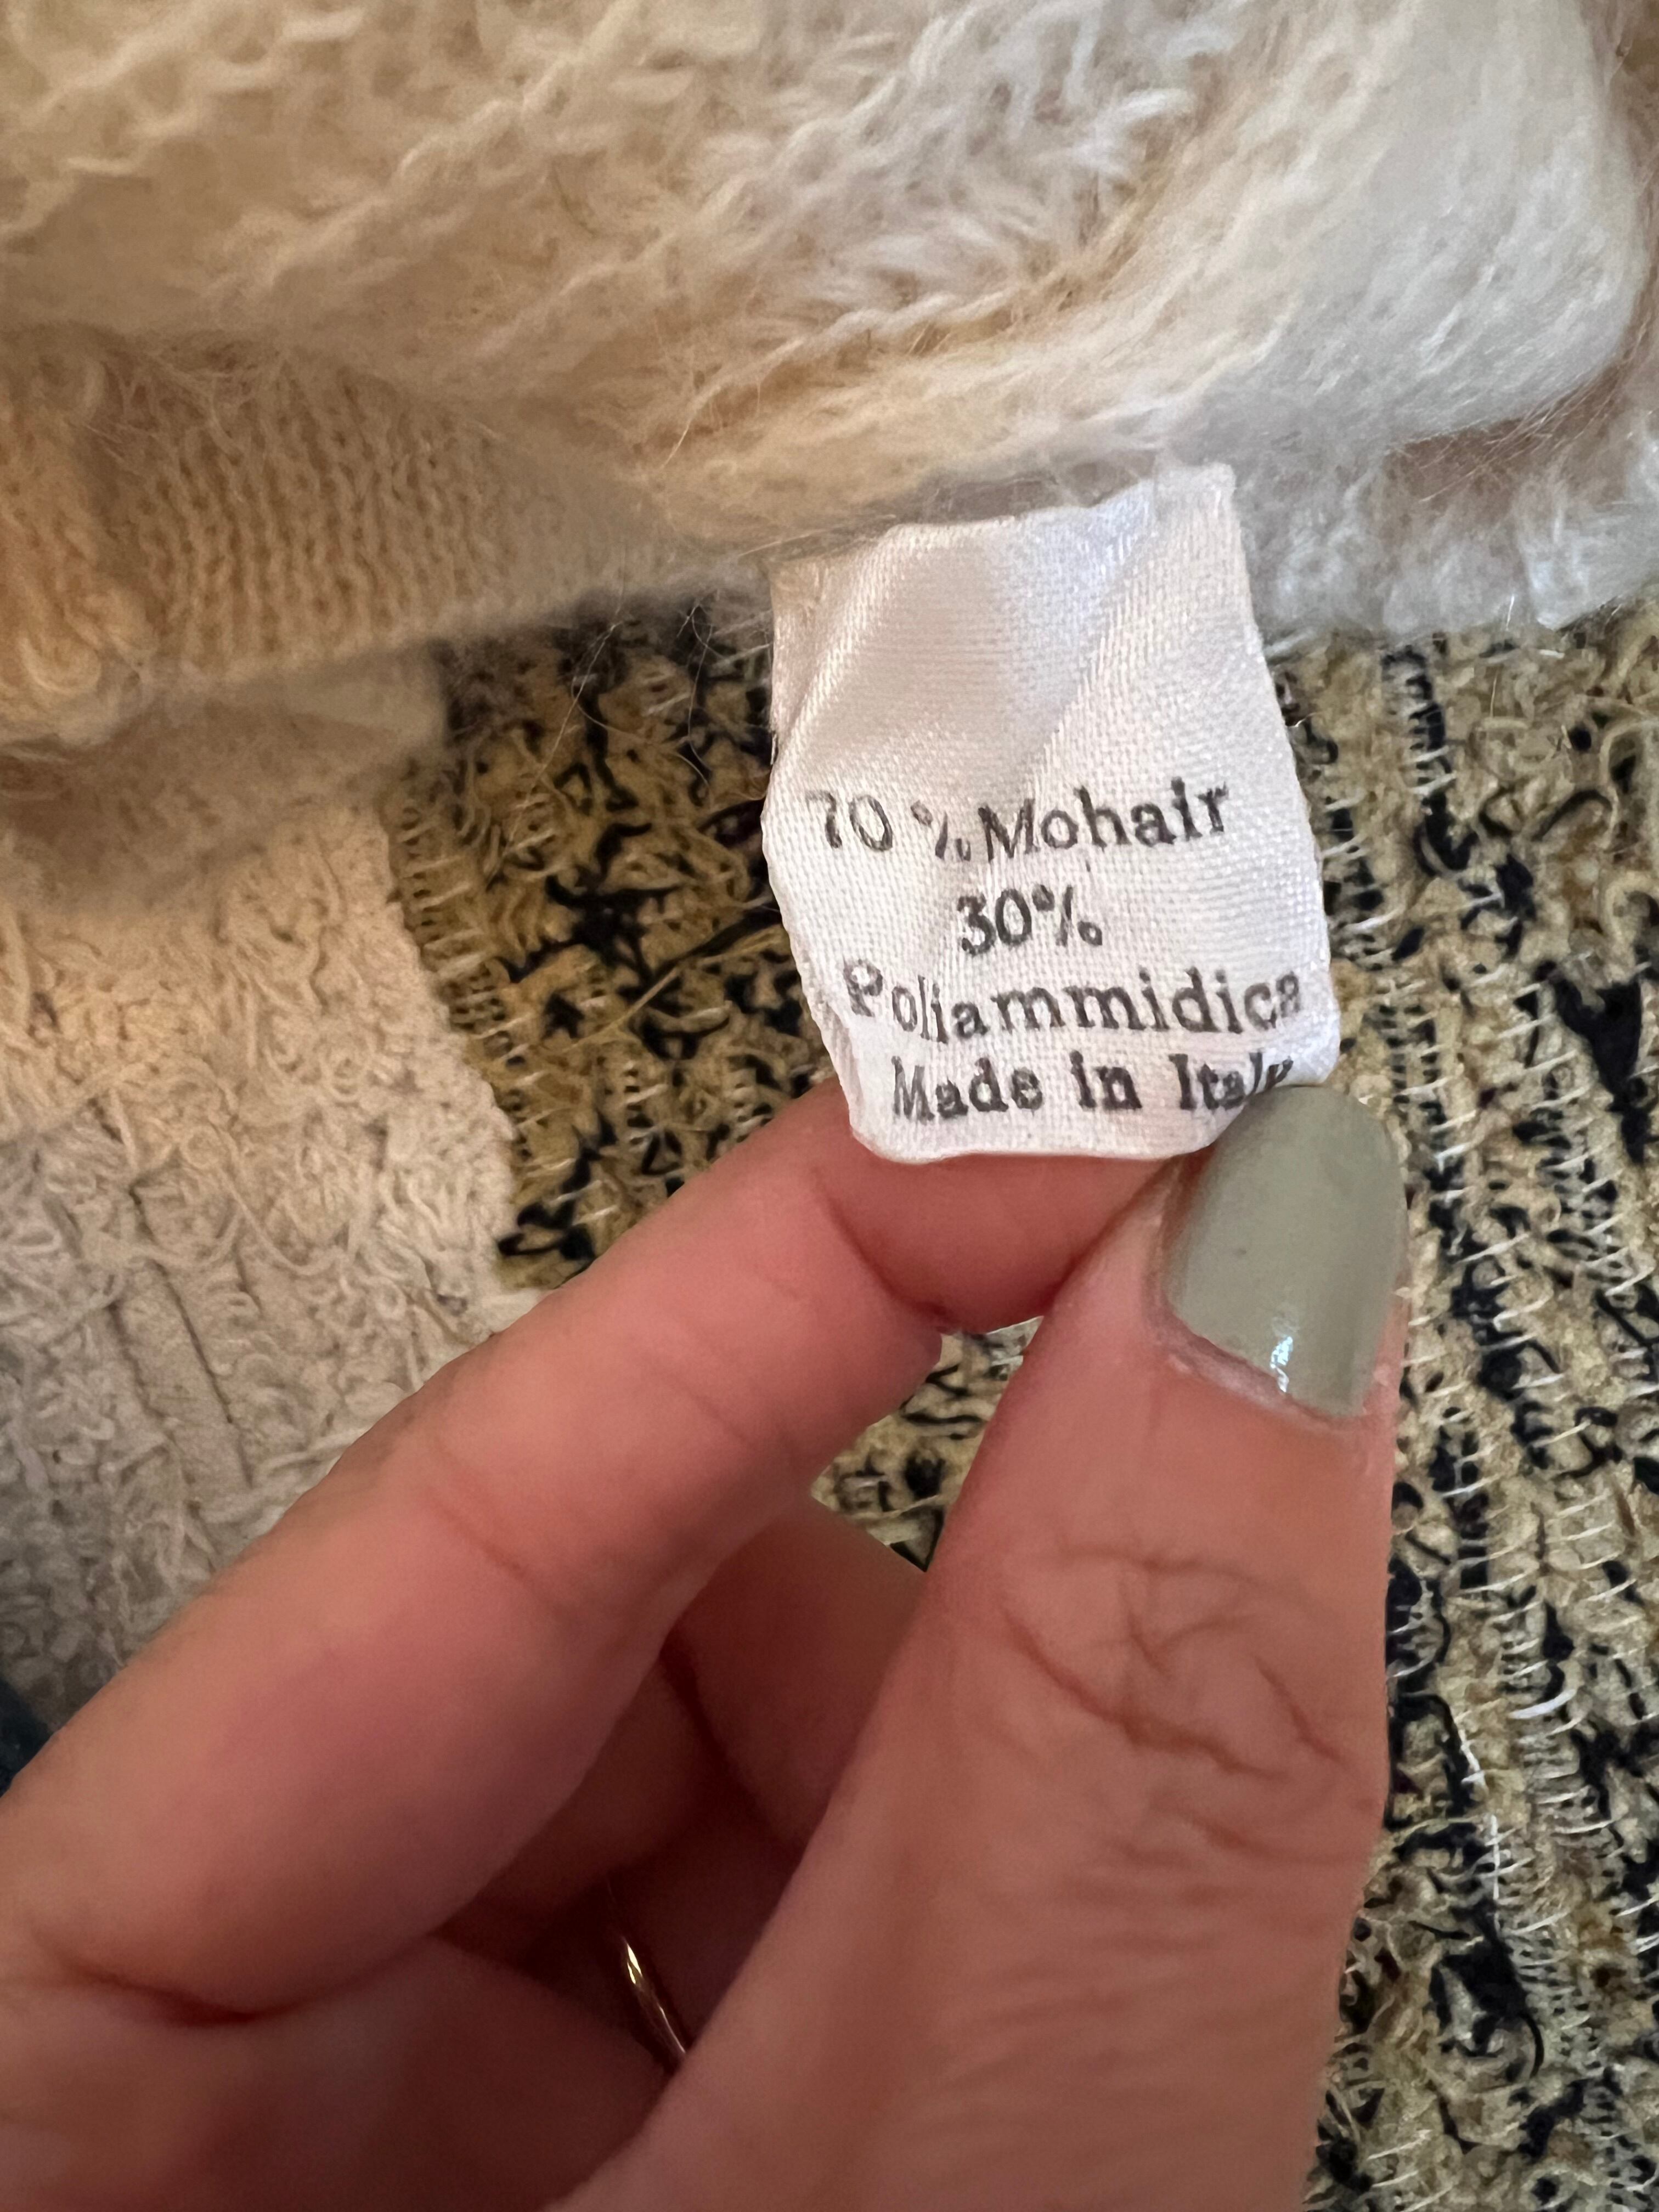 70% Mohair
30%
Poliammidica
Made in Italy